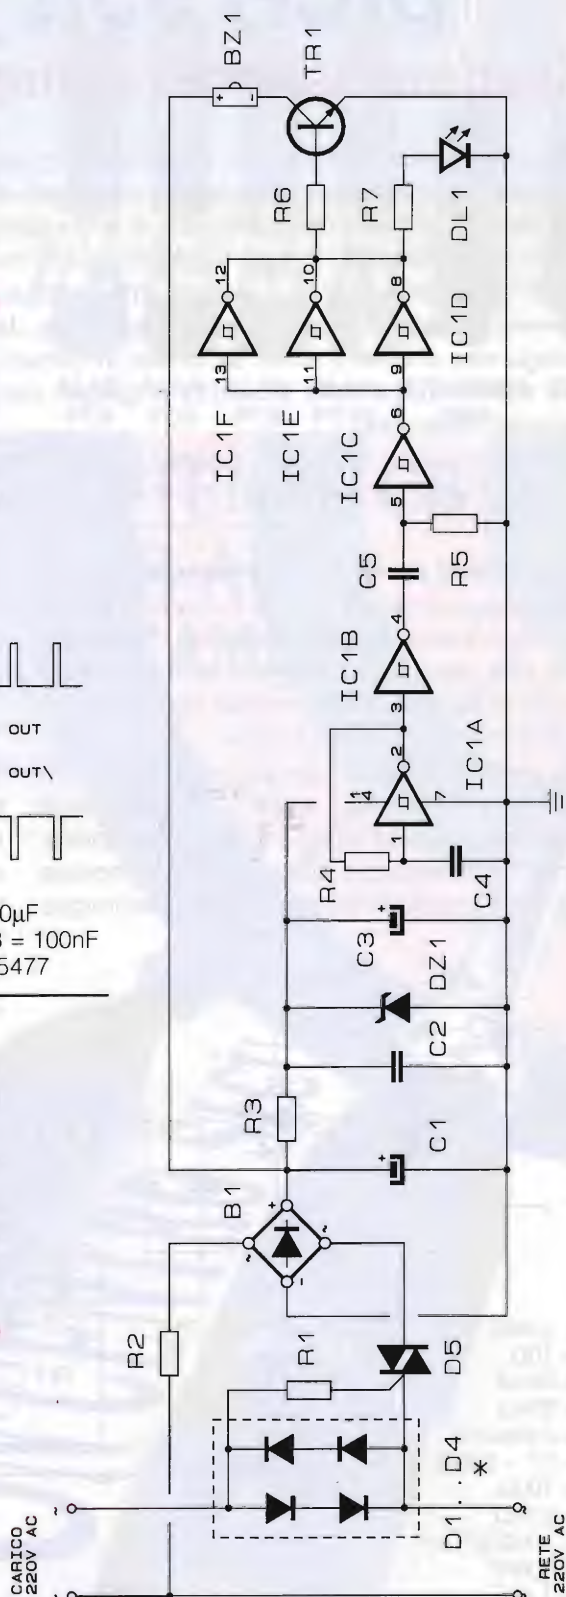 BZ1
TR1
R6
R7
DL1
12
10
8
13
11
9
IC1F
IC1E
IC1D
6
IC1C
5
C5
R5
4
IC1B
3
2
IC1A
14
7
1
R4
C4
OUT
OUT\
0µF
= 100nF
5477
+
C3
DZ1
C2
R3
+
C1
B1
+
~
~
-
R2
R1
D5
D1..D4
*
CARICO
220V AC
~
~
RETE
220V AC
~
~